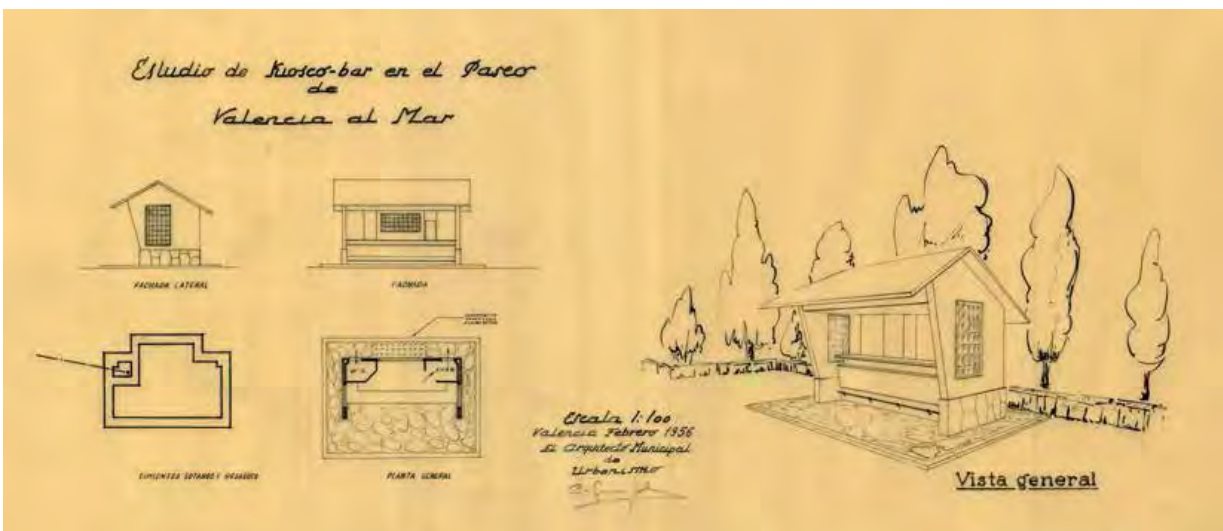 Estudio de Kiosco-bar en el Paseo
de
Valencia al Mar
FACHADA LATERAL
FACHADA
CIMIENTOS SOTANOS Y DESAGUES
PLANTA GENERAL
Escala 1:100
Valencia Febrero 1956
El Arquitecto Municipal
de
Urbanismo
Vista general